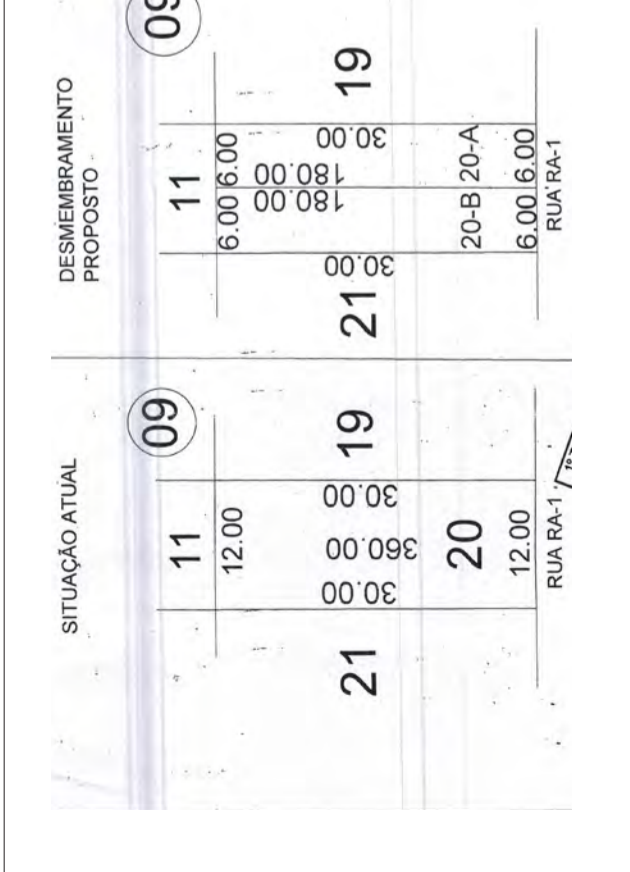 SITUAÇÃO ATUAL
09
11
12.00
21
30.00
360.00
30.00
19
20
12.00
RUA RA-1
1º
DESMEMBRAMENTO
PROPOSTO
09
11
6.00 6.00
21
30.00
180.00
180.00
30.00
19
20-B 20-A
6.00 6.00
RUA RA-1